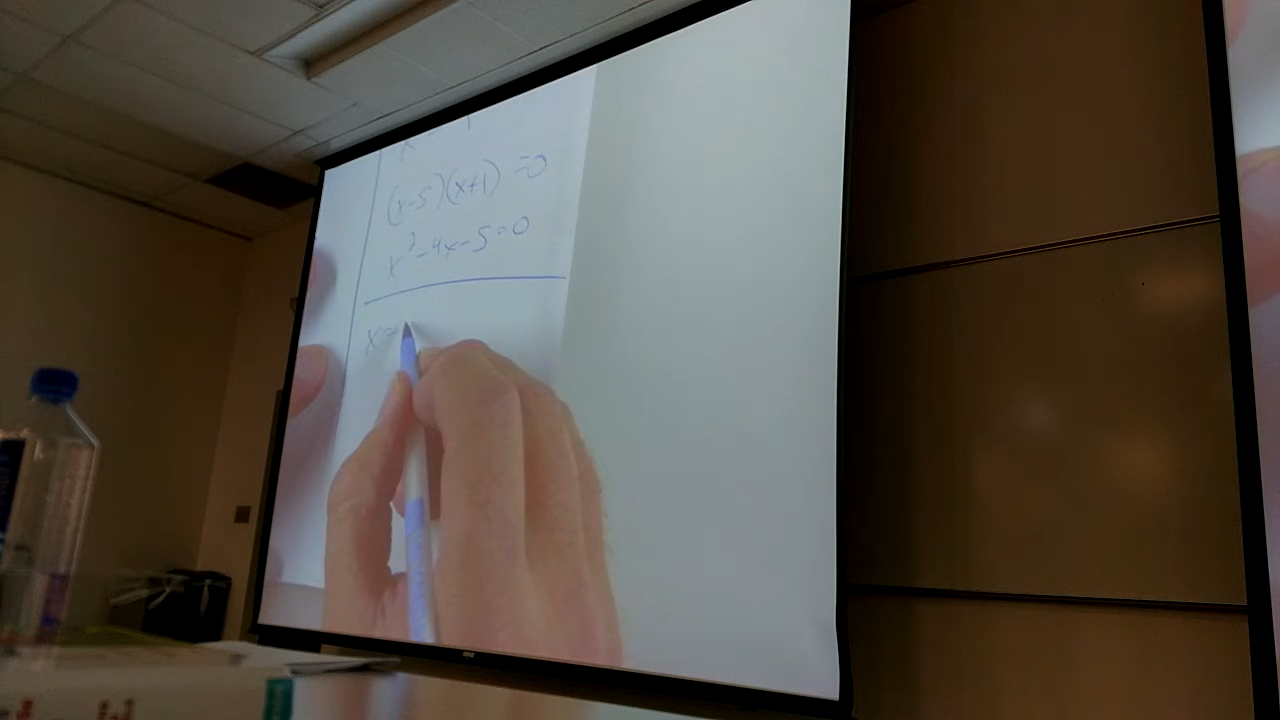 (x-5)(x+1)=0
x²-4x-5=0
x=